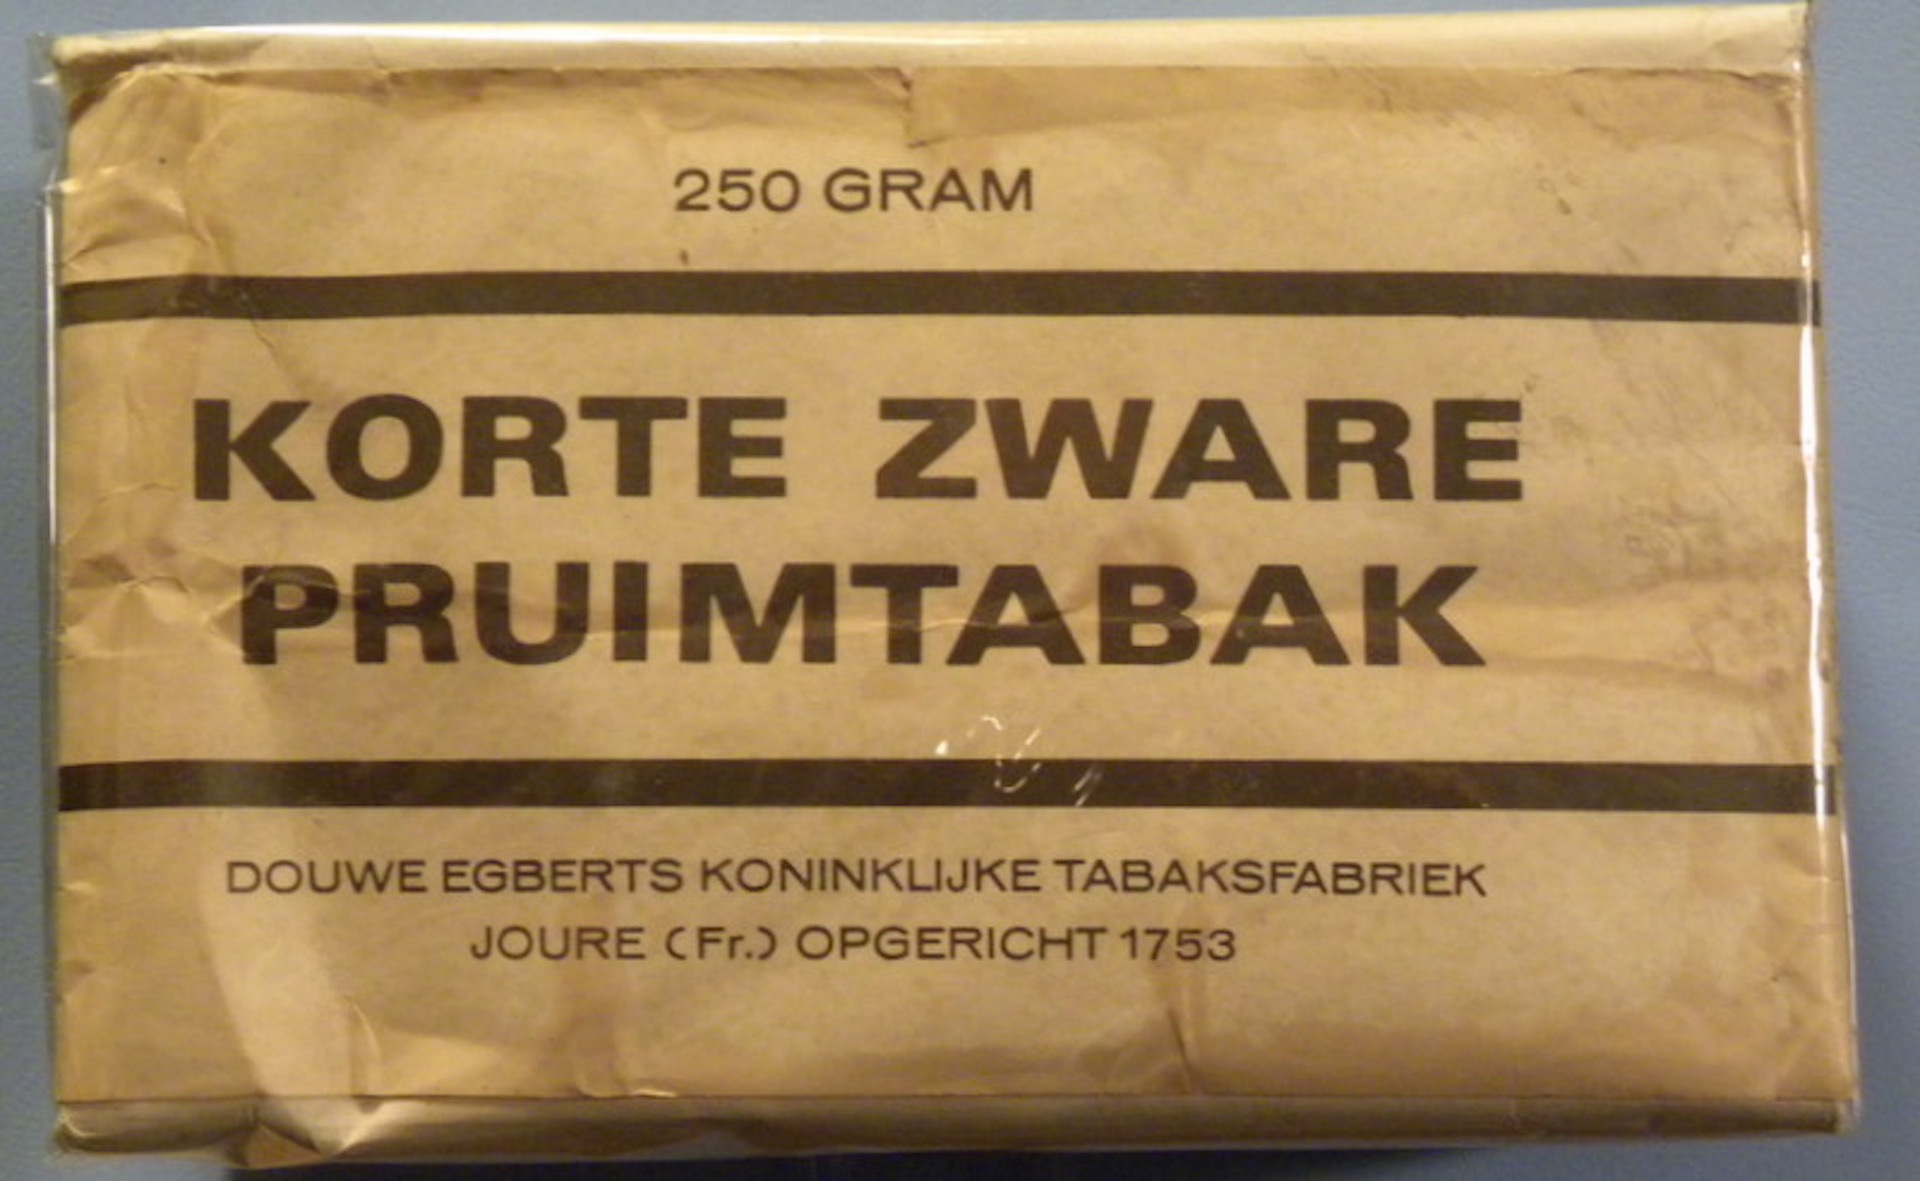 250 GRAM
KORTE ZWARE
PRUIMTABAK
DOUWE EGBERTS KONINKLIJKE TABAKSFABRIEK
JOURE (Fr.) OPGERICHT 1753